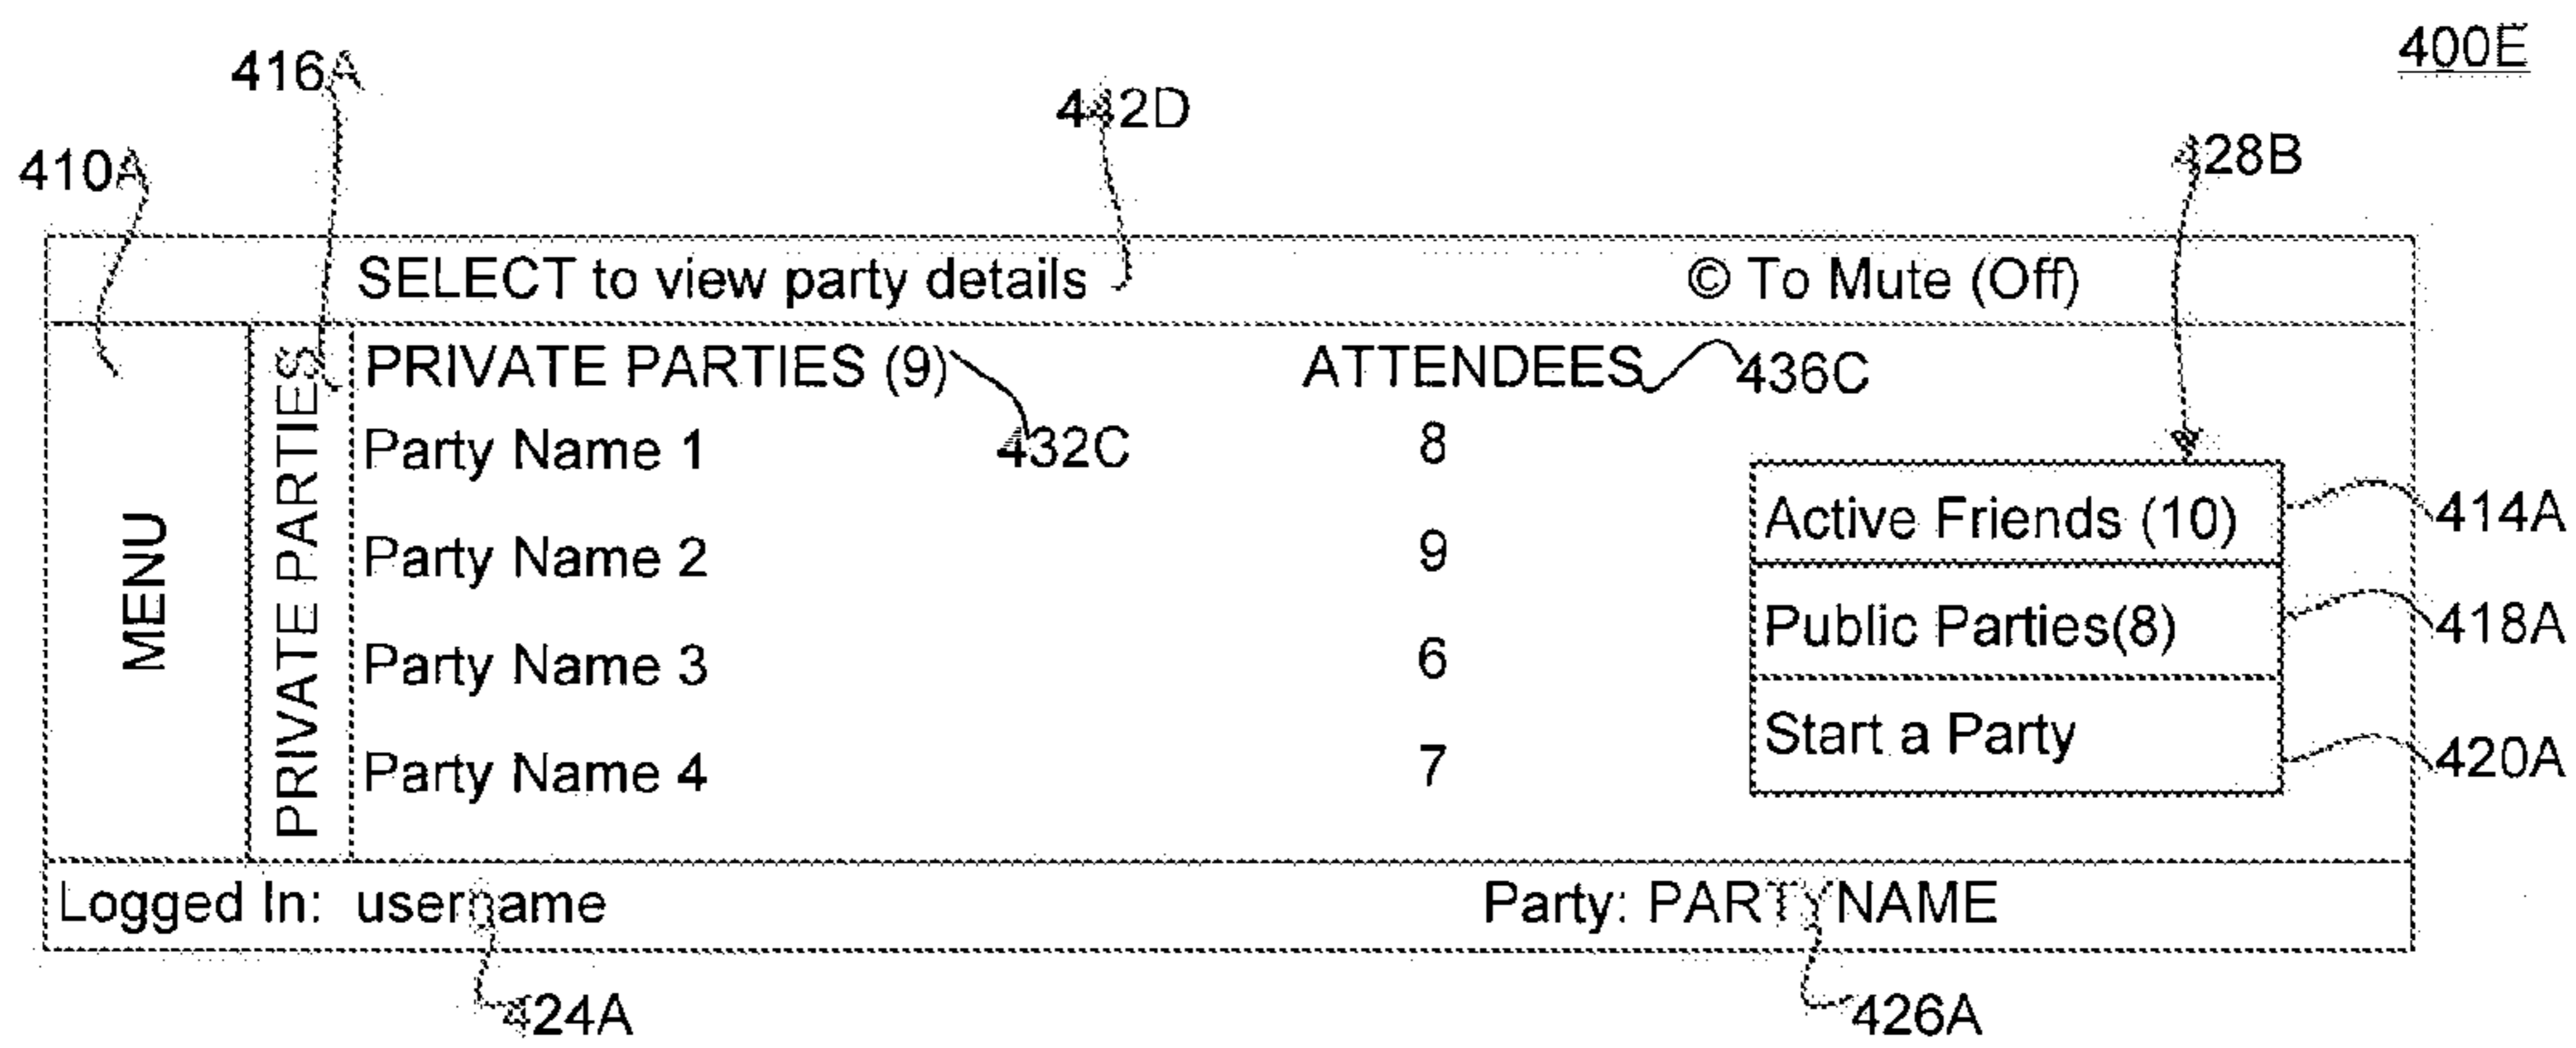 400E
416A
442D
410A
428B
SELECT to view party details © To Mute (Off)
MENU
PRIVATE PARTIES
PRIVATE PARTIES (9) ATTENDEES 436C
Party Name 1 432C 8
Party Name 2 9
Party Name 3 6
Party Name 4 7
Active Friends (10) 414A
Public Parties(8) 418A
Start a Party 420A
Logged In: username Party: PARTYNAME
424A 426A